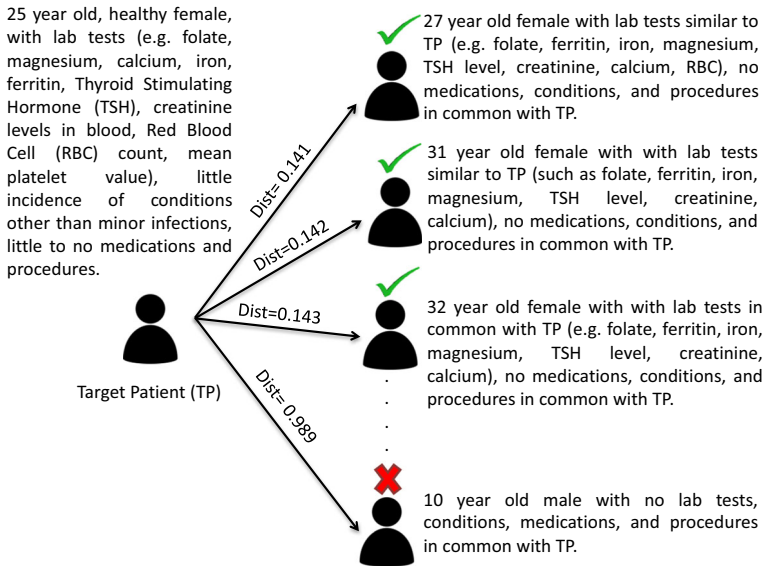 25 year old, healthy female,
with lab tests (e.g. folate,
magnesium, calcium, iron,
ferritin, Thyroid Stimulating
Hormone (TSH), creatinine
levels in blood, Red Blood
Cell (RBC) count, mean
platelet value), little
incidence of conditions
other than minor infections,
little to no medications and
procedures.
Target Patient (TP)
Dist= 0.141
27 year old female with lab tests similar to
TP (e.g. folate, ferritin, iron, magnesium,
TSH level, creatinine, calcium, RBC), no
medications, conditions, and procedures
in common with TP.
Dist=0.142
31 year old female with with lab tests
similar to TP (such as folate, ferritin, iron,
magnesium, TSH level, creatinine,
calcium), no medications, conditions, and
procedures in common with TP.
Dist=0.143
32 year old female with with lab tests in
common with TP (e.g. folate, ferritin, iron,
magnesium, TSH level, creatinine,
calcium), no medications, conditions, and
procedures in common with TP.
.
.
.
.
Dist= 0.989
10 year old male with no lab tests,
conditions, medications, and procedures
in common with TP.